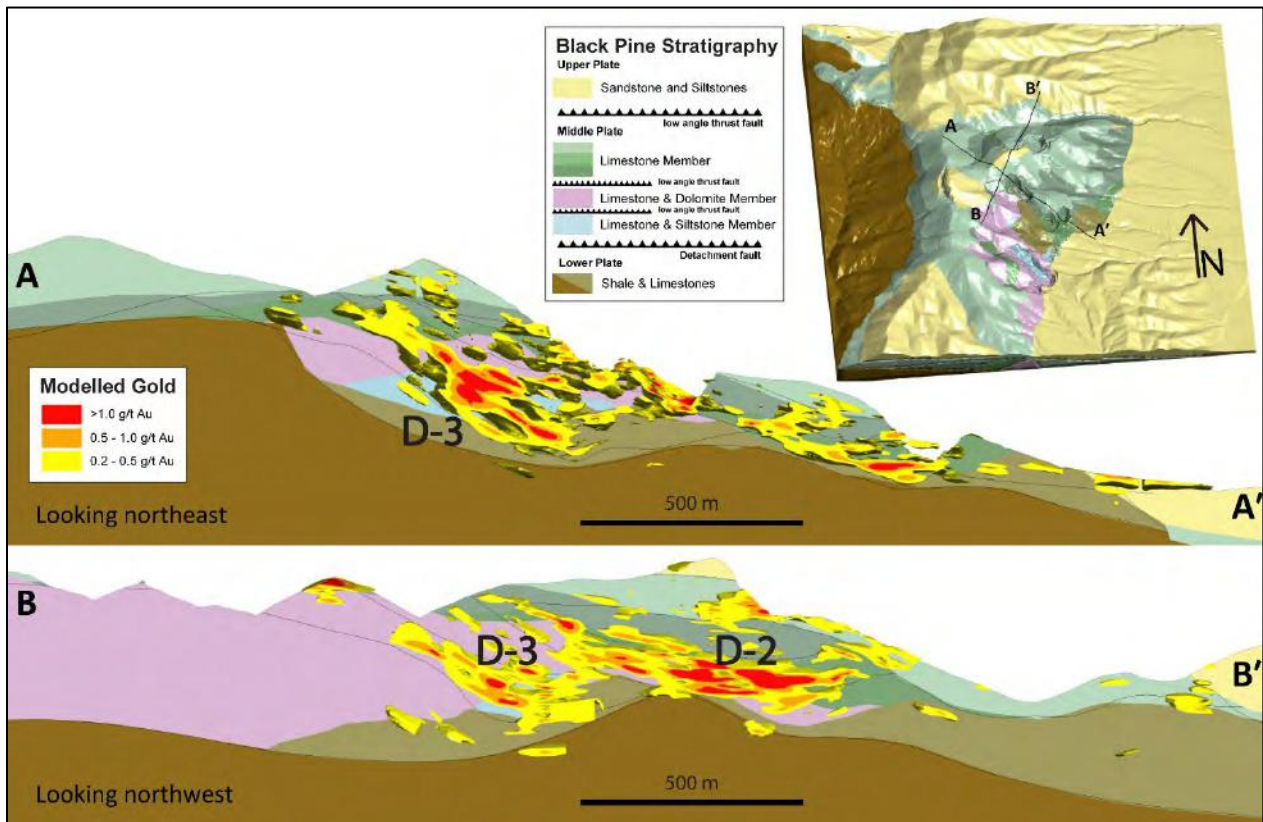 Black Pine Stratigraphy
Upper Plate
Sandstone and Siltstones
low angle thrust fault
Middle Plate
Limestone Member
low angle thrust fault
Limestone & Dolomite Member
low angle thrust fault
Limestone & Siltstone Member
Detachment fault
Lower Plate
Shale & Limestones
B'
A
B
A'
N
A
Modelled Gold
>1.0 g/t Au
0.5 - 1.0 g/t Au
0.2 - 0.5 g/t Au
D-3
Looking northeast
500 m
A'
B
D-3
D-2
B'
Looking northwest
500 m